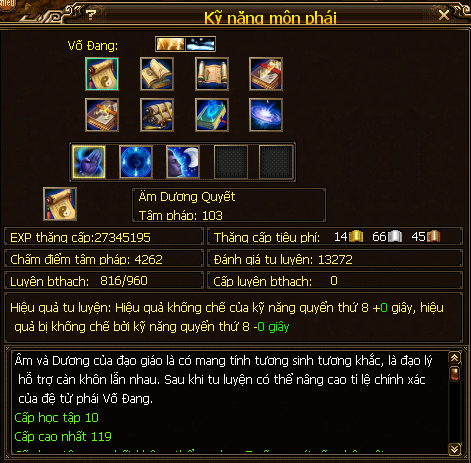 Kỹ năng môn phái
Võ Đang:
Âm Dương Quyết
Tâm pháp: 103
EXP thăng cấp:27345195
Thăng cấp tiêu phí: 14 66 45
Chấm điểm tâm pháp: 4262
Đánh giá tu luyện: 13272
Luyện bthạch: 816/960
Cấp luyện bthạch: 0
Hiệu quả tu luyện: Hiệu quả khống chế của kỹ năng quyển thứ 8 +0 giây, hiệu
quả bị khống chế bởi kỹ năng quyển thứ 8 -0 giây
Âm và Dương của đạo giáo là có mang tính tương sinh tương khắc, là đạo lý
hỗ trợ càn khôn lẫn nhau. Sau khi tu luyện có thể nâng cao tỉ lệ chính xác
của đệ tử phái Võ Đang.
Cấp học tập 10
Cấp cao nhất 119